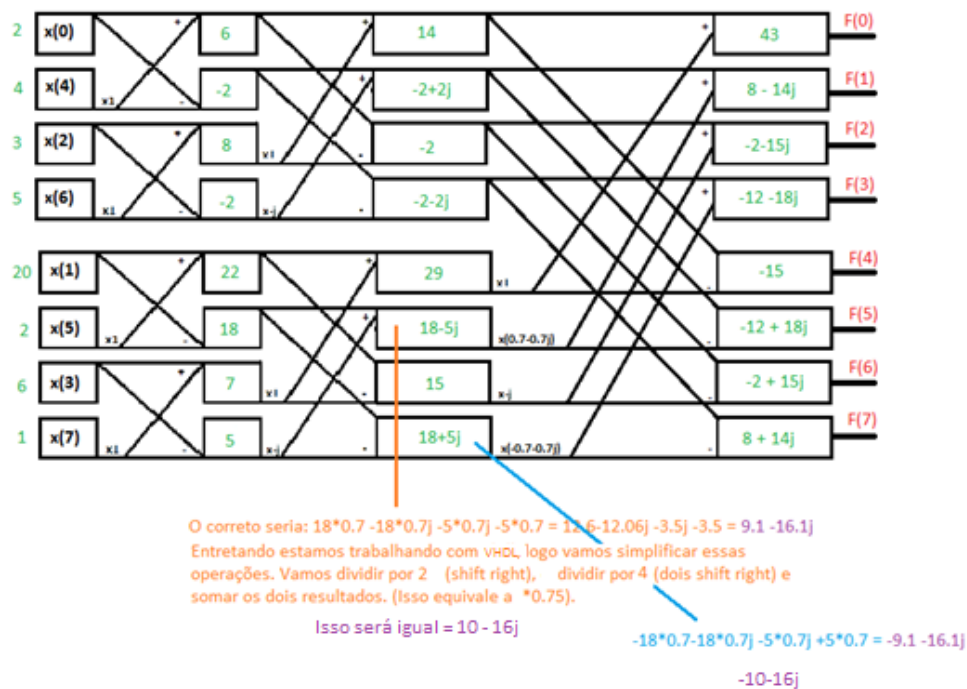 F(0)
2 x(0) + 6 14 + 43
F(1)
4 x(4) x1 - -2 + -2+2j + 8 - 14j
F(2)
3 x(2) + 8 x1 - -2 + -2-15j
F(3)
5 x(6) x1 - -2 x-j - -2-2j + -12 -18j
F(4)
20 x(1) + 22 + 29 x1 - -15
F(5)
2 x(5) x1 - 18 + 18-5j x(0.7-0.7j) - -12 + 18j
F(6)
6 x(3) + 7 x1 - 15 x-j - -2 + 15j
F(7)
1 x(7) x1 - 5 x-j - 18+5j x(-0.7-0.7j) - 8 + 14j
O correto seria: 18*0.7 -18*0.7j -5*0.7j -5*0.7 = 12.6-12.06j -3.5j -3.5 = 9.1 -16.1j
Entretando estamos trabalhando com VHDL, logo vamos simplificar essas
operações. Vamos dividir por 2 (shift right), dividir por 4 (dois shift right) e
somar os dois resultados. (Isso equivale a *0.75).
Isso será igual = 10 - 16j
-18*0.7-18*0.7j -5*0.7j +5*0.7 = -9.1 -16.1j
-10-16j